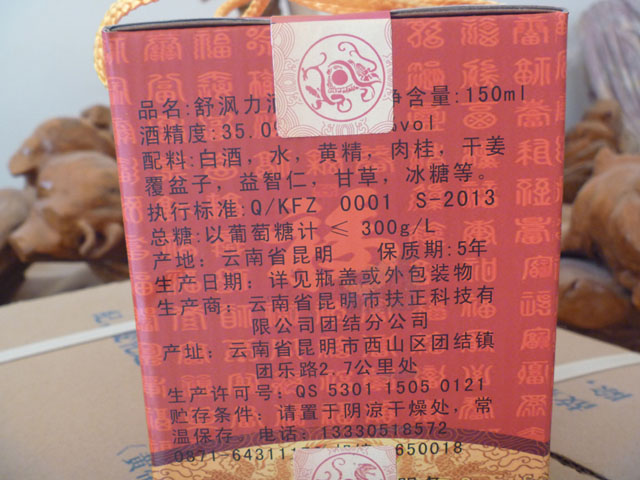 品名:舒沨力 净含量:150ml
酒精度:35.0 vol
配料:白酒，水，黄精，肉桂，干姜
覆盆子，益智仁，甘草，冰糖等。
执行标准:Q/KFZ 0001 S-2013
总糖:以葡萄糖计≤300g/L
产地:云南省昆明 保质期:5年
生产日期:详见瓶盖或外包装物
生产商:云南省昆明市扶正科技有
限公司团结分公司
产址:云南省昆明市西山区团结镇
团乐路2.7公里处
生产许可号:QS 5301 1505 0121
贮存条件:请置于阴凉干燥处，常
温保存 电话:13330518572
0871-64311 650018